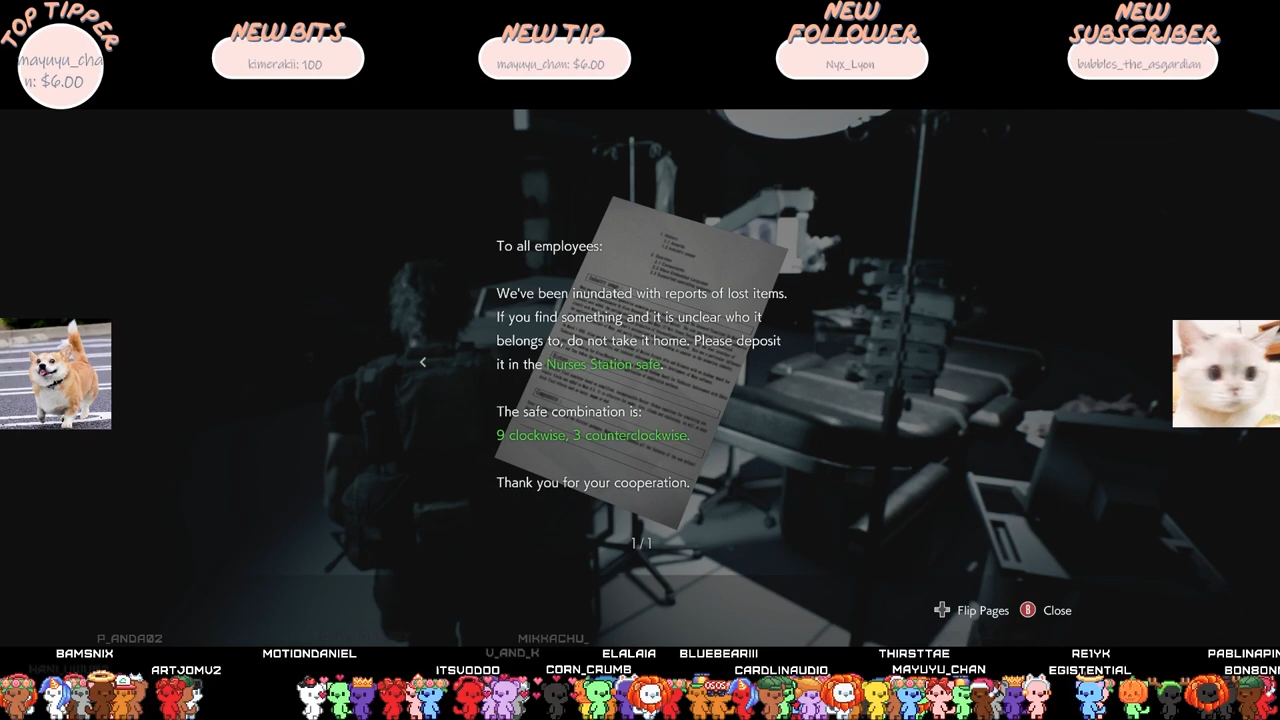 TOP TIPPER
mayuyu_cha
n: $6.00
NEW BITS
kimerakii: 100
NEW TIP
mayuyu_chan: $6.00
NEW
FOLLOWER
Nyx_Lyon
NEW
SUBSCRIBER
bubbles_the_asgardian
To all employees:
We've been inundated with reports of lost items.
If you find something and it is unclear who it
belongs to, do not take it home. Please deposit
it in the Nurses Station safe.
The safe combination is:
9 clockwise, 3 counterclockwise.
Thank you for your cooperation.
1 / 1
Flip Pages B Close
P_ANDA02 MIKKACHU_
BAMSNIX MOTIONDANIEL V_AND_K ELALAIA BLUEBEARIII THIRSTTAE RE1YK PABLINAPIN
ARTJOMV2 ITSVODOO CORN_CRUMB CARDLINAUDIO MAYUYU_CHAN EGISTENTIAL BONBONI